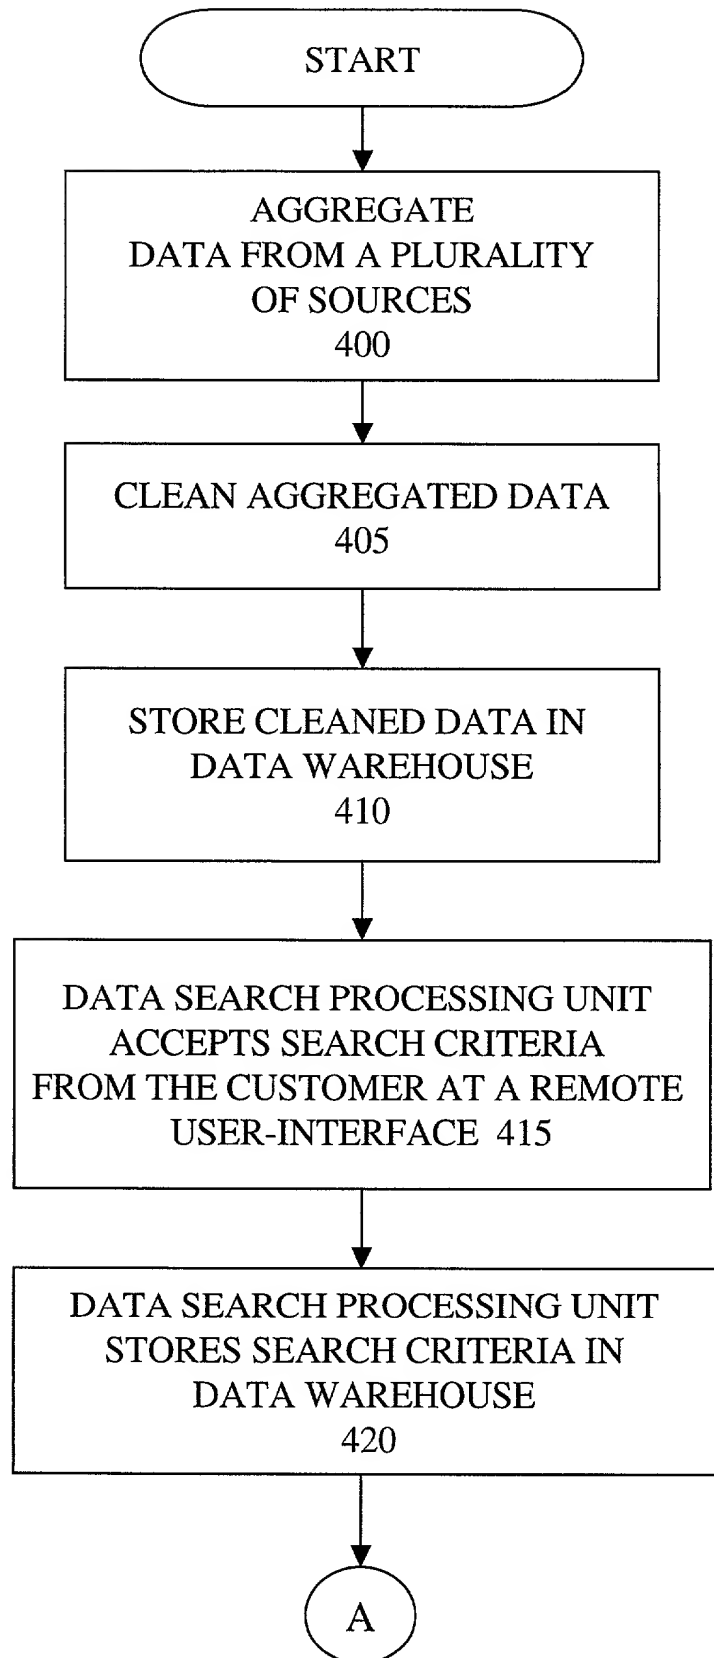 START
AGGREGATE
DATA FROM A PLURALITY
OF SOURCES
400
CLEAN AGGREGATED DATA
405
STORE CLEANED DATA IN
DATA WAREHOUSE
410
DATA SEARCH PROCESSING UNIT
ACCEPTS SEARCH CRITERIA
FROM THE CUSTOMER AT A REMOTE
USER-INTERFACE 415
DATA SEARCH PROCESSING UNIT
STORES SEARCH CRITERIA IN
DATA WAREHOUSE
420
A